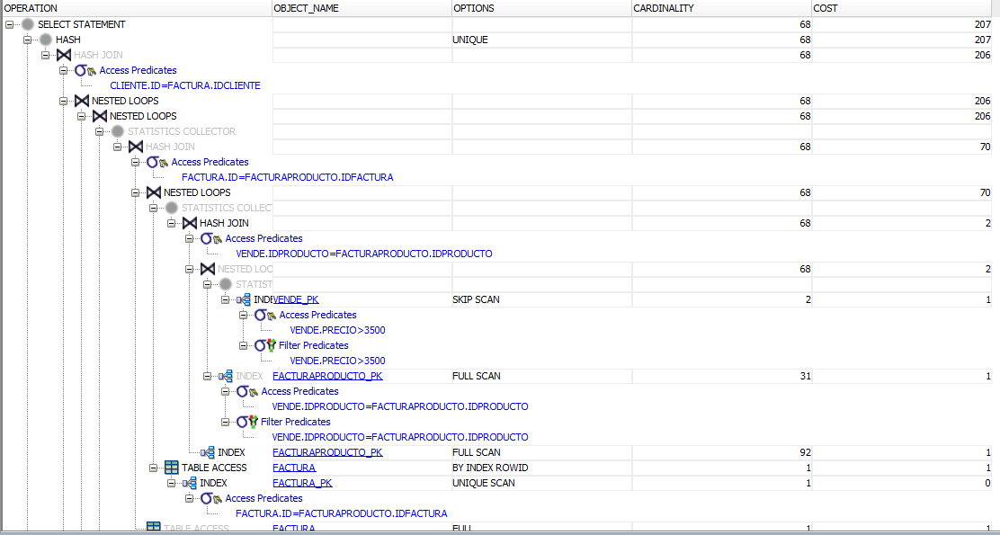 OPERATION OBJECT_NAME OPTIONS CARDINALITY COST
SELECT STATEMENT 68 207
HASH UNIQUE 68 207
HASH JOIN 68 206
Access Predicates
CLIENTE.ID=FACTURA.IDCLIENTE
NESTED LOOPS 68 206
NESTED LOOPS 68 206
STATISTICS COLLECTOR
HASH JOIN 68 70
Access Predicates
FACTURA.ID=FACTURAPRODUCTO.IDFACTURA
NESTED LOOPS 68 70
STATISTICS COLLECT
HASH JOIN 68 2
Access Predicates
VENDE.IDPRODUCTO=FACTURAPRODUCTO.IDPRODUCTO
NESTED LOO 68 2
STATIST
INDE VENDE_PK SKIP SCAN 2 1
Access Predicates
VENDE.PRECIO>3500
Filter Predicates
VENDE.PRECIO>3500
INDEX FACTURAPRODUCTO_PK FULL SCAN 31 1
Access Predicates
VENDE.IDPRODUCTO=FACTURAPRODUCTO.IDPRODUCTO
Filter Predicates
VENDE.IDPRODUCTO=FACTURAPRODUCTO.IDPRODUCTO
INDEX FACTURAPRODUCTO_PK FULL SCAN 92 1
TABLE ACCESS FACTURA BY INDEX ROWID 1 1
INDEX FACTURA_PK UNIQUE SCAN 1 0
Access Predicates
FACTURA.ID=FACTURAPRODUCTO.IDFACTURA
TABLE ACCESS FACTURA FULL 1 1